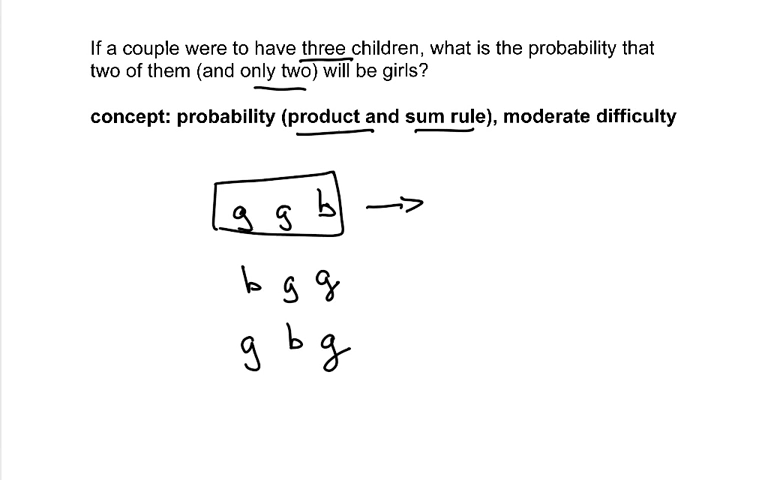 If a couple were to have three children, what is the probability that
two of them (and only two) will be girls?
concept: probability (product and sum rule), moderate difficulty
g g b →
b g g
g b g